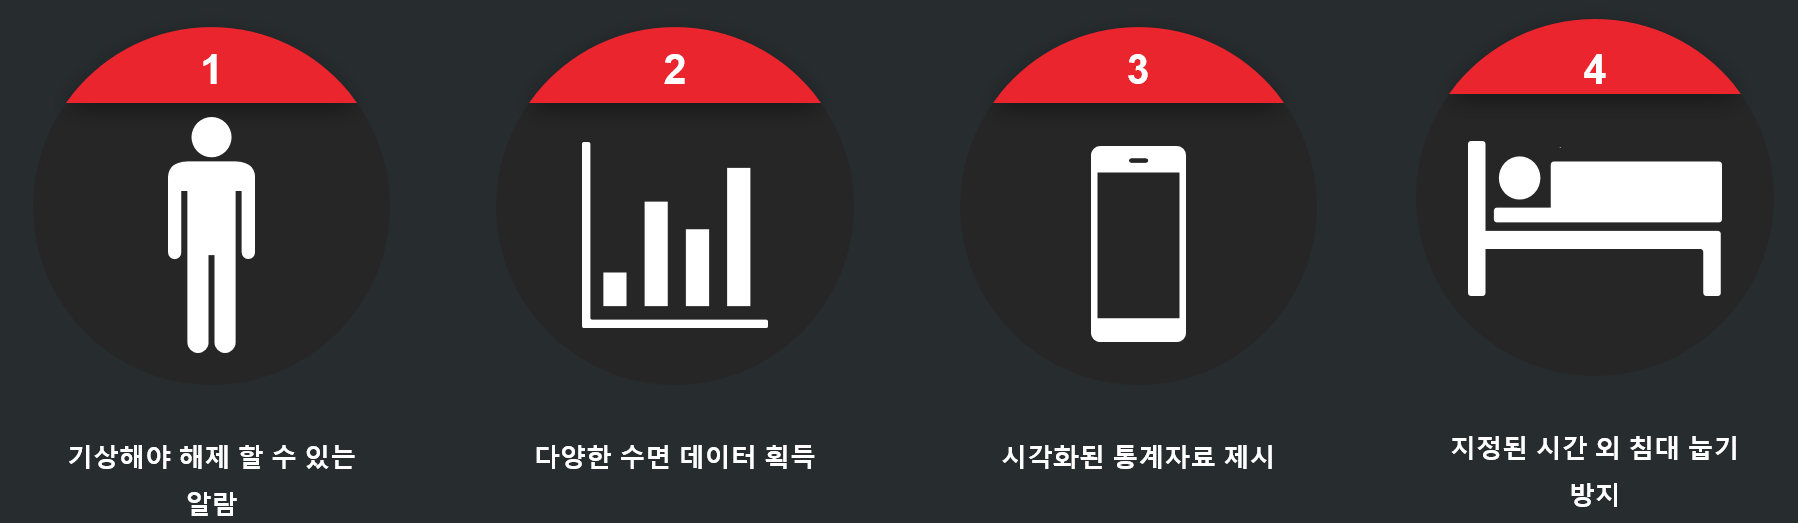 1
기상해야 해제 할 수 있는
알람
2
다양한 수면 데이터 획득
3
시각화된 통계자료 제시
4
지정된 시간 외 침대 눕기
방지